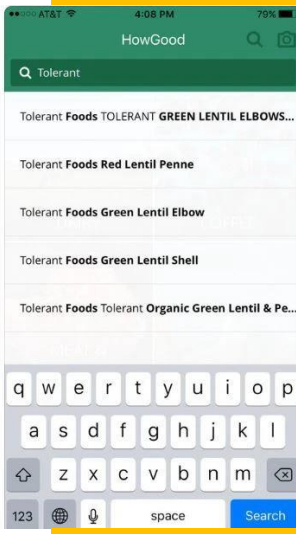 AT&T 4:08 PM 79%
HowGood
Tolerant
Tolerant Foods TOLERANT GREEN LENTIL ELBOWS...
Tolerant Foods Red Lentil Penne
Tolerant Foods Green Lentil Elbow
Tolerant Foods Green Lentil Shell
Tolerant Foods Tolerant Organic Green Lentil & Pe...
q w e r t y u i o p
a s d f g h j k l
z x c v b n m
123 space Search